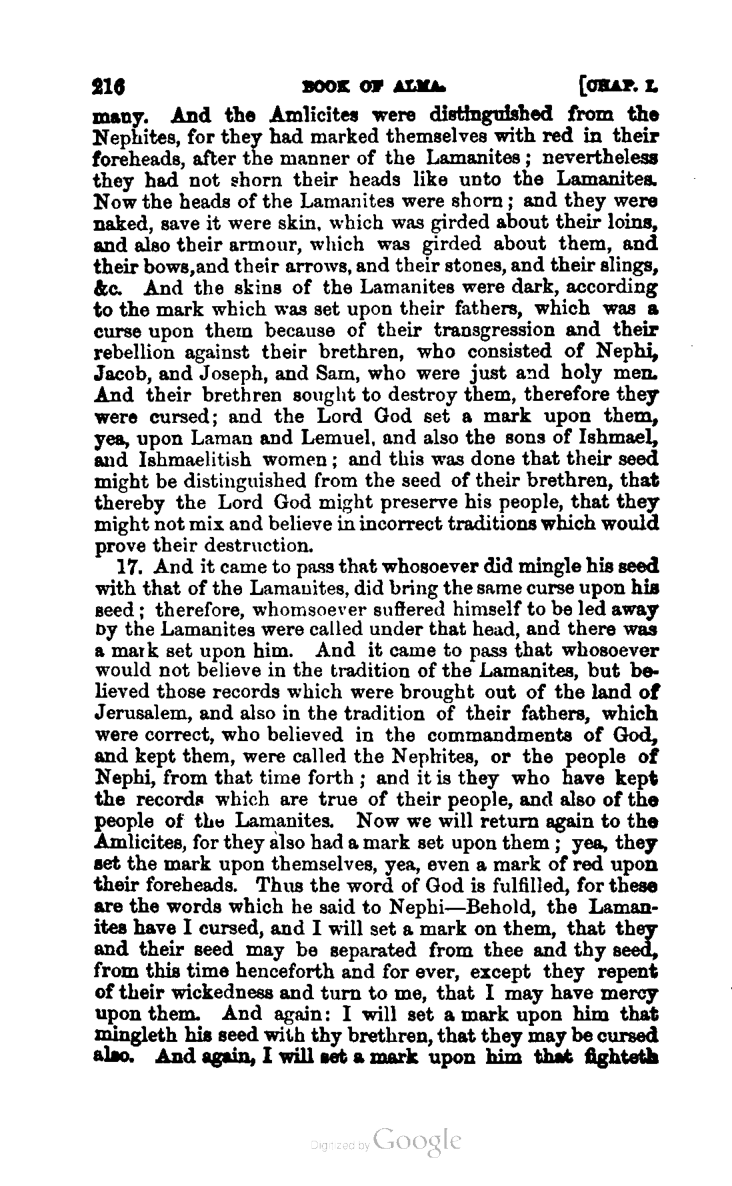 216 BOOK OF ALMA. [CHAP. I.
many. And the Amlicites were distinguished from the
Nephites, for they had marked themselves with red in their
foreheads, after the manner of the Lamanites; nevertheless
they had not shorn their heads like unto the Lamanites.
Now the heads of the Lamanites were shorn; and they were
naked, save it were skin, which was girded about their loins,
and also their armour, which was girded about them, and
their bows,and their arrows, and their stones, and their slings,
&c. And the skins of the Lamanites were dark, according
to the mark which was set upon their fathers, which was a
curse upon them because of their transgression and their
rebellion against their brethren, who consisted of Nephi,
Jacob, and Joseph, and Sam, who were just and holy men.
And their brethren sought to destroy them, therefore they
were cursed; and the Lord God set a mark upon them,
yea, upon Laman and Lemuel, and also the sons of Ishmael,
and Ishmaelitish women; and this was done that their seed
might be distinguished from the seed of their brethren, that
thereby the Lord God might preserve his people, that they
might not mix and believe in incorrect traditions which would
prove their destruction.
17. And it came to pass that whosoever did mingle his seed
with that of the Lamanites, did bring the same curse upon his
seed; therefore, whomsoever suffered himself to be led away
by the Lamanites were called under that head, and there was
a mark set upon him. And it came to pass that whosoever
would not believe in the tradition of the Lamanites, but be-
lieved those records which were brought out of the land of
Jerusalem, and also in the tradition of their fathers, which
were correct, who believed in the commandments of God,
and kept them, were called the Nephites, or the people of
Nephi, from that time forth; and it is they who have kept
the records which are true of their people, and also of the
people of the Lamanites. Now we will return again to the
Amlicites, for they also had a mark set upon them; yea, they
set the mark upon themselves, yea, even a mark of red upon
their foreheads. Thus the word of God is fulfilled, for these
are the words which he said to Nephi—Behold, the Laman-
ites have I cursed, and I will set a mark on them, that they
and their seed may be separated from thee and thy seed,
from this time henceforth and for ever, except they repent
of their wickedness and turn to me, that I may have mercy
upon them. And again: I will set a mark upon him that
mingleth his seed with thy brethren, that they may be cursed
also. And again, I will set a mark upon him that fighteth
Digitized by Google